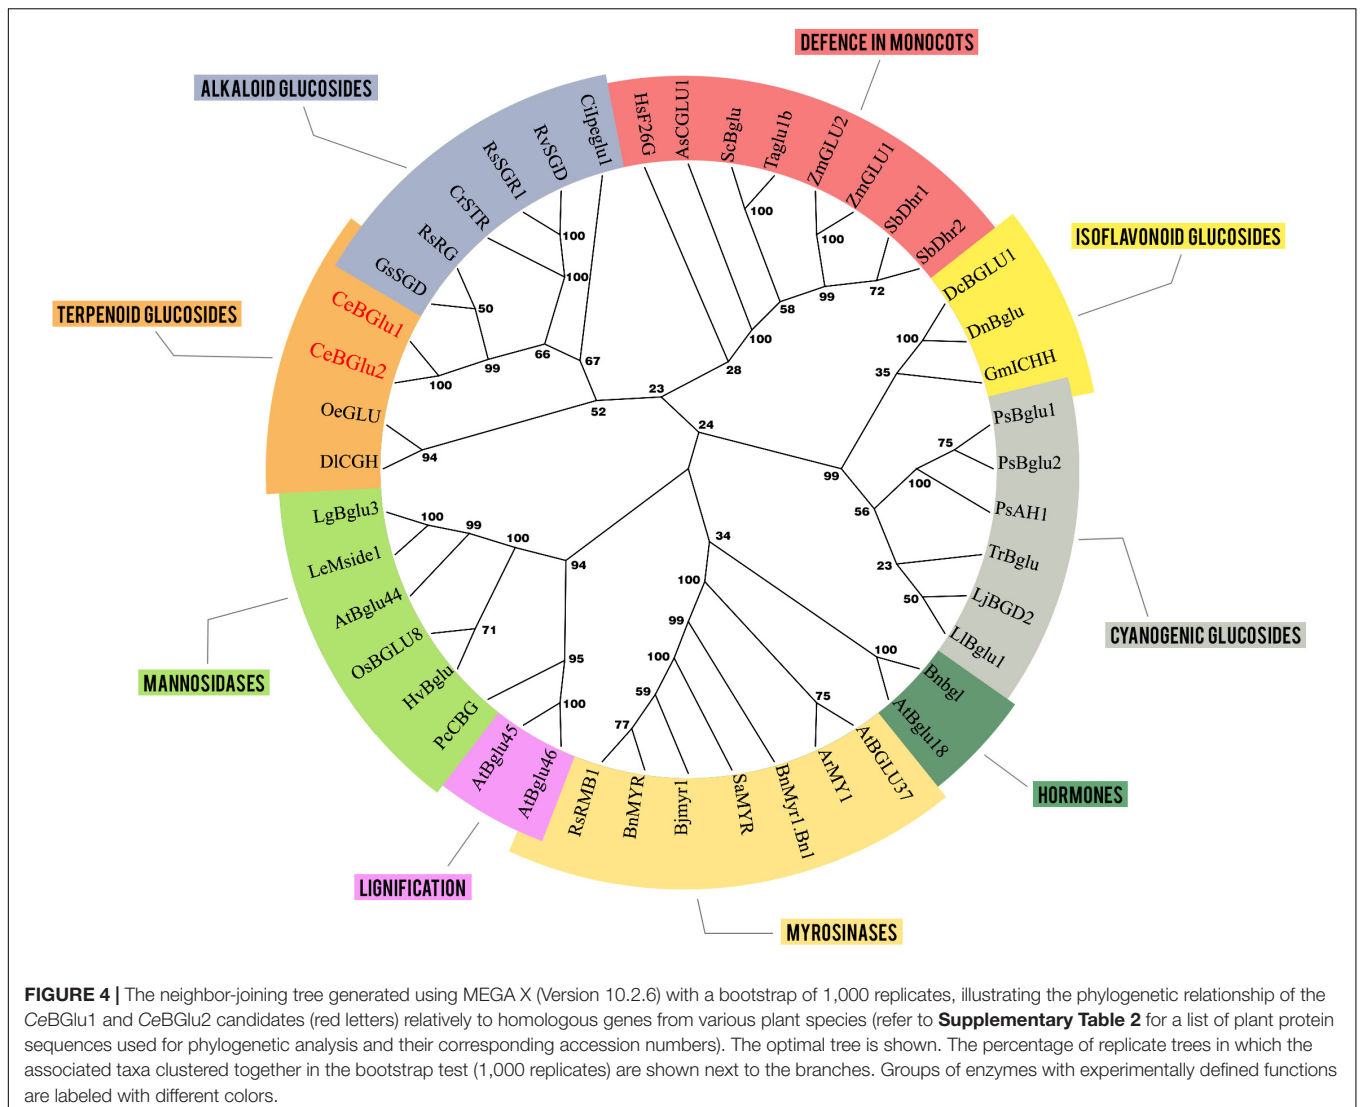 DEFENCE IN MONOCOTS
ALKALOID GLUCOSIDES
ISOFLAVONOID GLUCOSIDES
TERPENOID GLUCOSIDES
CYANOGENIC GLUCOSIDES
MANNOSIDASES
HORMONES
LIGNIFICATION
MYROSINASES
HsF26G
AsCGLU1
ScBglu
Taglu1b
ZmGLU2
ZmGLU1
SbDhr1
SbDhr2
DcBGLU1
DnBglu
GmICHH
PsBglu1
PsBglu2
PsAH1
TrBglu
LjBGD2
LlBglu1
Bnbgl
AtBglu18
AtBGLU37
ArMY1
BnMyr1.Bn1
SaMYR
Bjmyr1
BnMYR
RsRMB1
AtBglu46
AtBglu45
PcCBG
HvBglu
OsBGLU8
AtBglu44
LeMside1
LgBglu3
DlCGH
OeGLU
CeBGlu2
CeBGlu1
GsSGD
RsRG
CrSTR
RsSGR1
RvSGD
CiIpeglu1
100
100
100
72
99
58
100
28
100
100
50
66
67
99
100
52
23
24
94
100
35
99
75
100
56
23
50
100
99
100
94
71
95
100
34
100
99
100
59
77
75
100
FIGURE 4 | The neighbor-joining tree generated using MEGA X (Version 10.2.6) with a bootstrap of 1,000 replicates, illustrating the phylogenetic relationship of the
CeBGlu1 and CeBGlu2 candidates (red letters) relatively to homologous genes from various plant species (refer to Supplementary Table 2 for a list of plant protein
sequences used for phylogenetic analysis and their corresponding accession numbers). The optimal tree is shown. The percentage of replicate trees in which the
associated taxa clustered together in the bootstrap test (1,000 replicates) are shown next to the branches. Groups of enzymes with experimentally defined functions
are labeled with different colors.